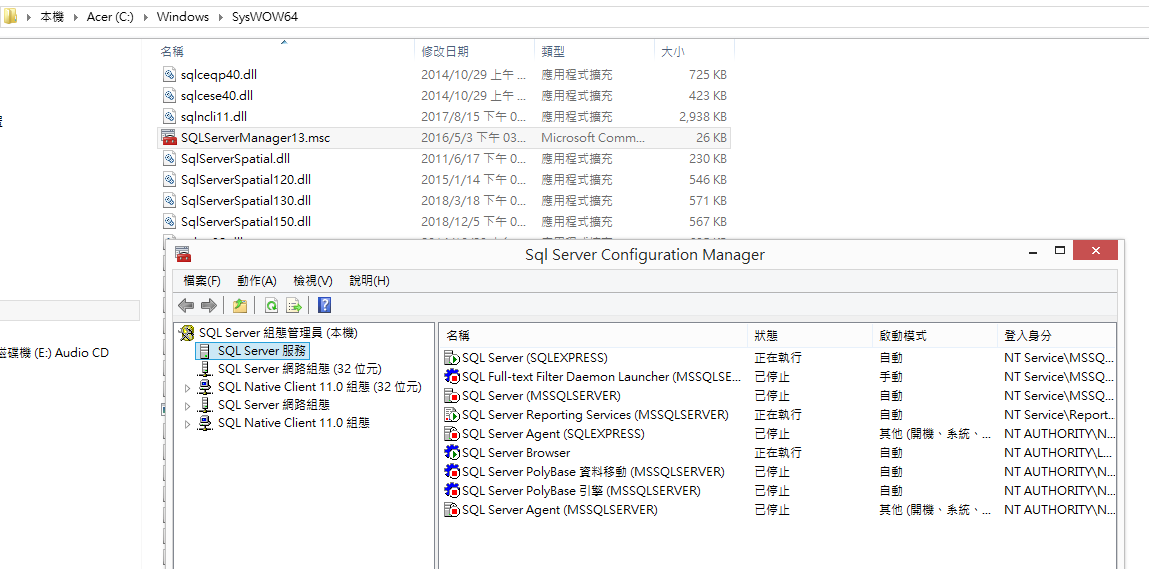 本機 Acer (C:) Windows SysWOW64
名稱 修改日期 類型 大小
sqlceqp40.dll 2014/10/29 上午 ... 應用程式擴充 725 KB
sqlcese40.dll 2014/10/29 上午 ... 應用程式擴充 423 KB
sqlncli11.dll 2017/8/15 下午 0... 應用程式擴充 2,938 KB
SQLServerManager13.msc 2016/5/3 下午 03... Microsoft Comm... 26 KB
SqlServerSpatial.dll 2011/6/17 下午 0... 應用程式擴充 230 KB
SqlServerSpatial120.dll 2015/1/14 下午 0... 應用程式擴充 546 KB
SqlServerSpatial130.dll 2018/3/18 下午 0... 應用程式擴充 571 KB
SqlServerSpatial150.dll 2018/12/5 下午 0... 應用程式擴充 567 KB
磁碟機 (E:) Audio CD
Sql Server Configuration Manager
檔案(F) 動作(A) 檢視(V) 說明(H)
SQL Server 組態管理員 (本機)
SQL Server 服務
SQL Server 網路組態 (32 位元)
SQL Native Client 11.0 組態 (32 位元)
SQL Server 網路組態
SQL Native Client 11.0 組態
名稱 狀態 啟動模式 登入身分
SQL Server (SQLEXPRESS) 正在執行 自動 NT Service\MSSQ...
SQL Full-text Filter Daemon Launcher (MSSQLSE... 已停止 手動 NT Service\MSSQ...
SQL Server (MSSQLSERVER) 已停止 自動 NT Service\MSSQ...
SQL Server Reporting Services (MSSQLSERVER) 正在執行 自動 NT Service\Report...
SQL Server Agent (SQLEXPRESS) 已停止 其他 (開機、系統、... NT AUTHORITY\N...
SQL Server Browser 正在執行 自動 NT AUTHORITY\L...
SQL Server PolyBase 資料移動 (MSSQLSERVER) 已停止 自動 NT AUTHORITY\N...
SQL Server PolyBase 引擎 (MSSQLSERVER) 已停止 自動 NT AUTHORITY\N...
SQL Server Agent (MSSQLSERVER) 已停止 其他 (開機、系統、... NT AUTHORITY\N...